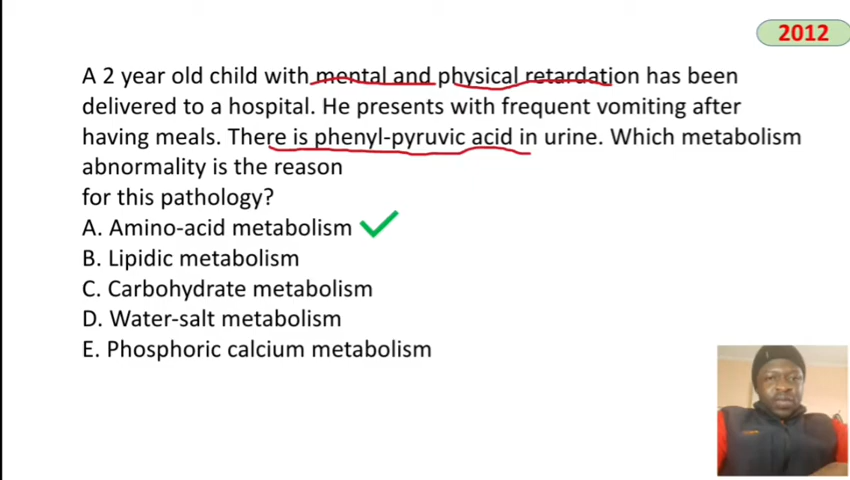 2012
A 2 year old child with mental and physical retardation has been
delivered to a hospital. He presents with frequent vomiting after
having meals. There is phenyl-pyruvic acid in urine. Which metabolism
abnormality is the reason
for this pathology?
A. Amino-acid metabolism
B. Lipidic metabolism
C. Carbohydrate metabolism
D. Water-salt metabolism
E. Phosphoric calcium metabolism